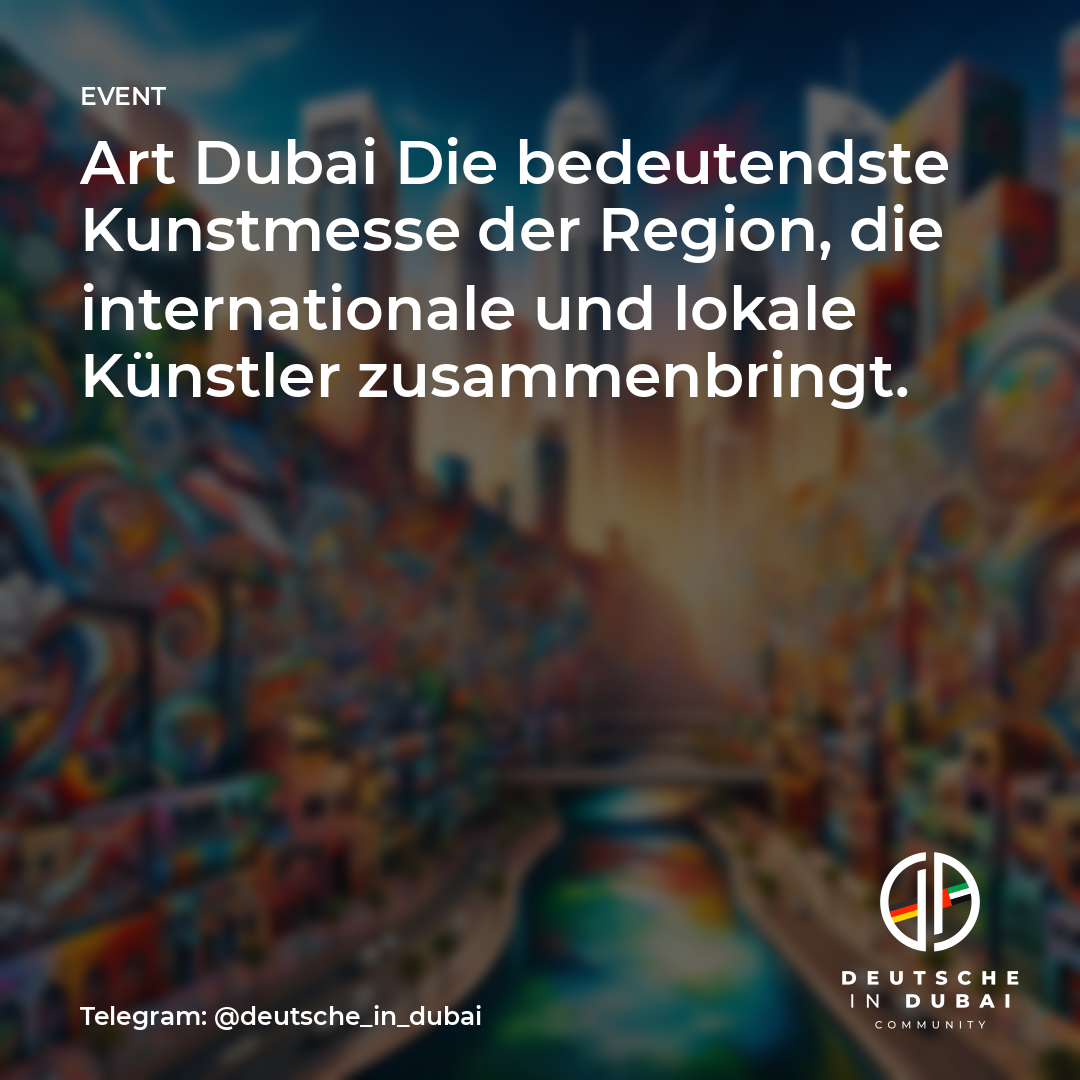 EVENT
Art Dubai Die bedeutendste
Kunstmesse der Region, die
internationale und lokale
Künstler zusammenbringt.
Telegram: @deutsche_in_dubai
DEUTSCHE
IN DUBAI
COMMUNITY